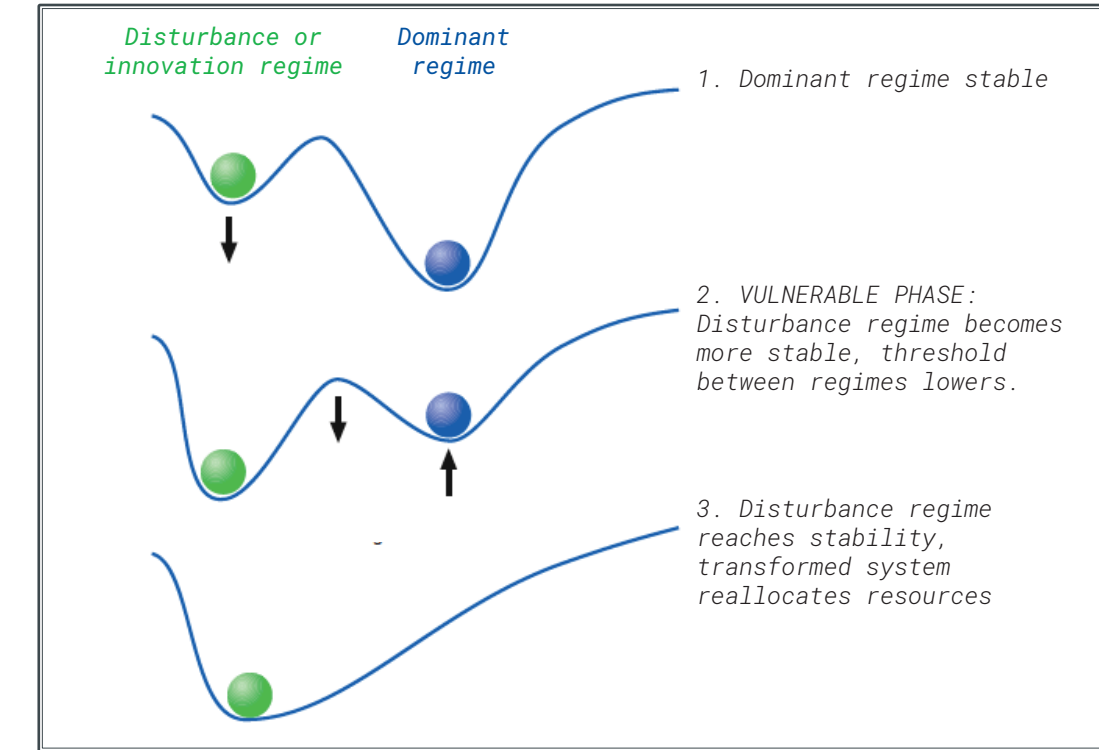 Disturbance or
innovation regime
Dominant
regime
1. Dominant regime stable
2. VULNERABLE PHASE:
Disturbance regime becomes
more stable, threshold
between regimes lowers.
3. Disturbance regime
reaches stability,
transformed system
reallocates resources